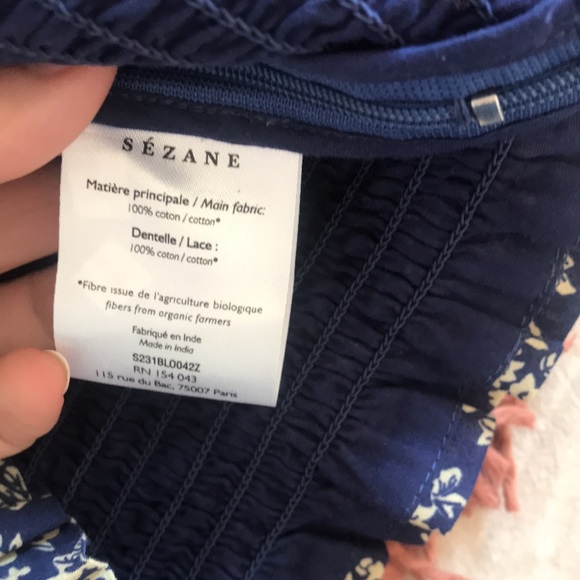 SÉZANE
Matière principale / Main fabric:
100% coton / cotton*
Dentelle / Lace :
100% coton / cotton*
*Fibre issue de l'agriculture biologique
fibers from organic farmers
Fabriqué en Inde
Made in India
S231BLO042Z
RN 154 043
115 rue du Bac, 75007 Paris